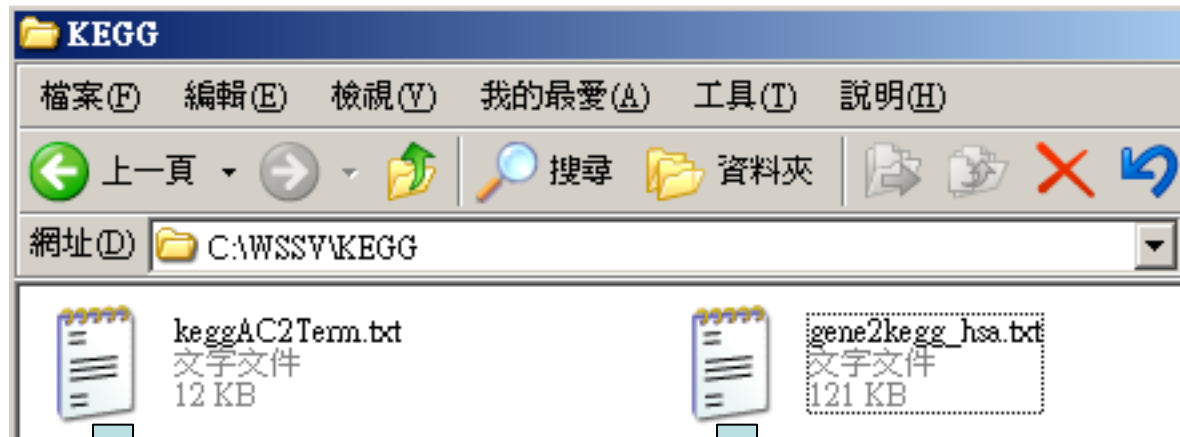 KEGG
檔案(F) 編輯(E) 檢視(V) 我的最愛(A) 工具(T) 說明(H)
上一頁 搜尋 資料夾
網址(D) C:\WSSV\KEGG
keggAC2Term.txt
文字文件
12 KB
gene2kegg_hsa.txt
文字文件
121 KB